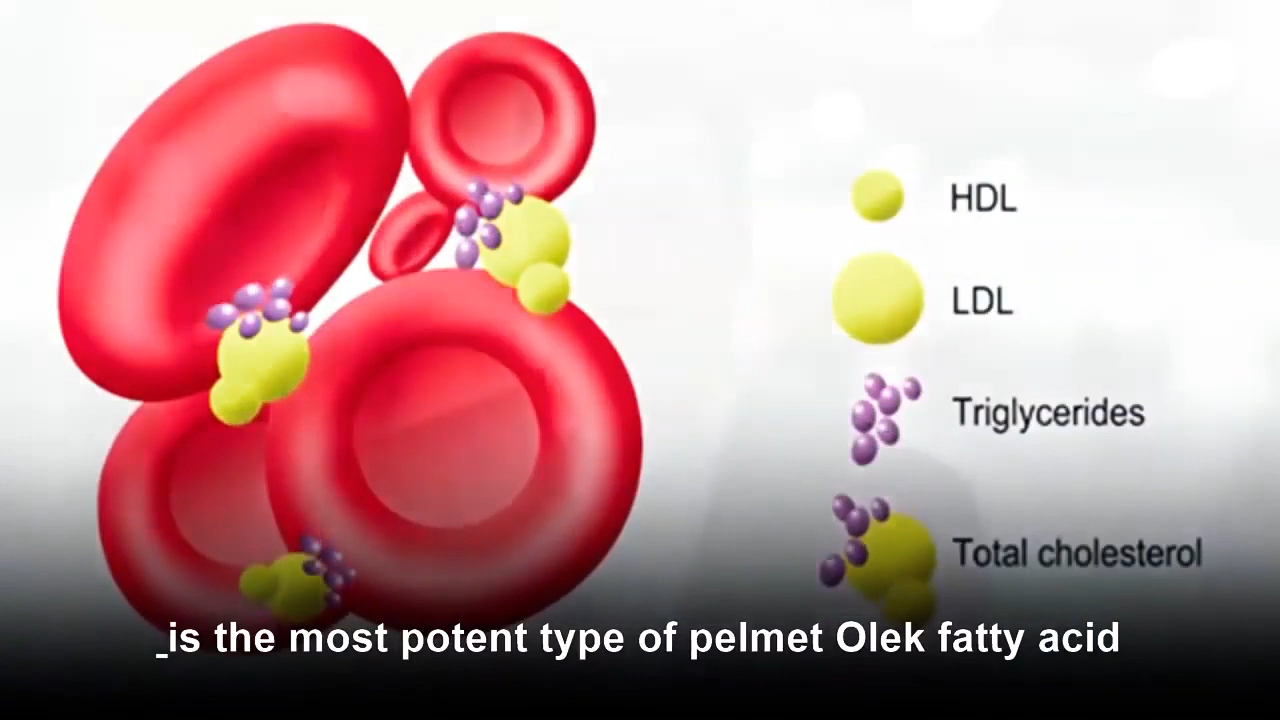 HDL
LDL
Triglycerides
Total cholesterol
_is the most potent type of pelmet Olek fatty acid